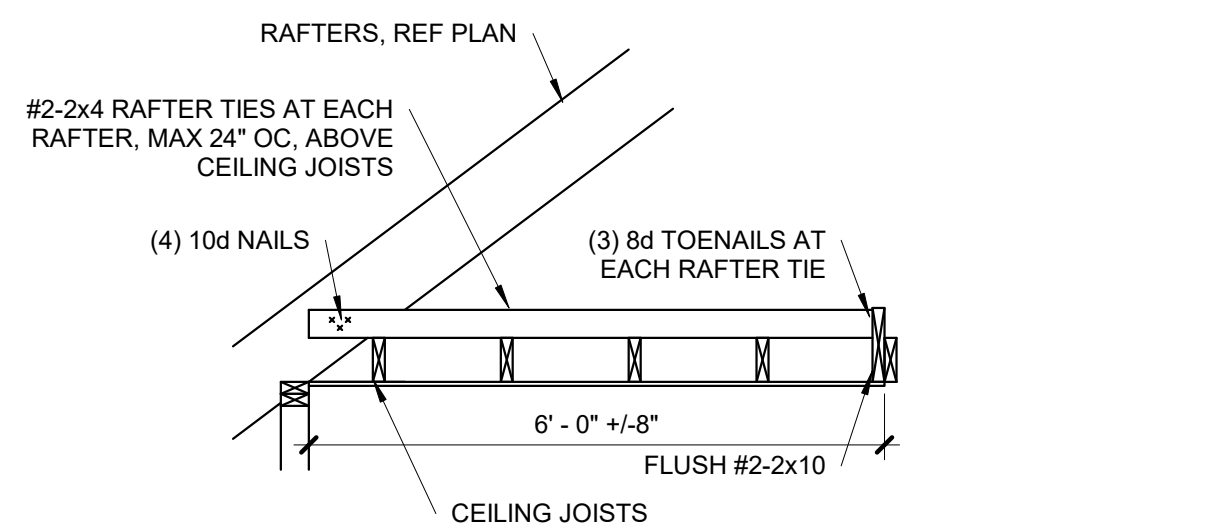 RAFTERS, REF PLAN
#2-2x4 RAFTER TIES AT EACH
RAFTER, MAX 24" OC, ABOVE
CEILING JOISTS
(4) 10d NAILS
(3) 8d TOENAILS AT
EACH RAFTER TIE
6' - 0" +/-8"
FLUSH #2-2x10
CEILING JOISTS